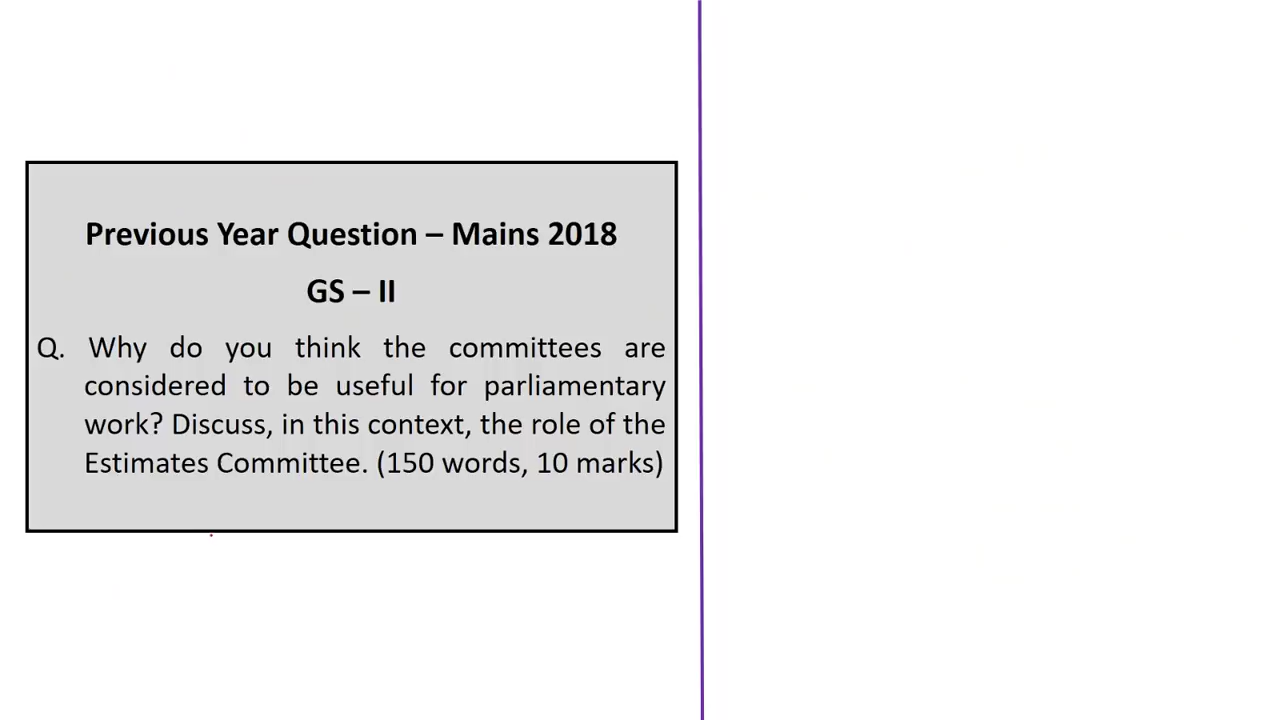 Previous Year Question – Mains 2018
GS – II
Q. Why do you think the committees are
considered to be useful for parliamentary
work? Discuss, in this context, the role of the
Estimates Committee. (150 words, 10 marks)